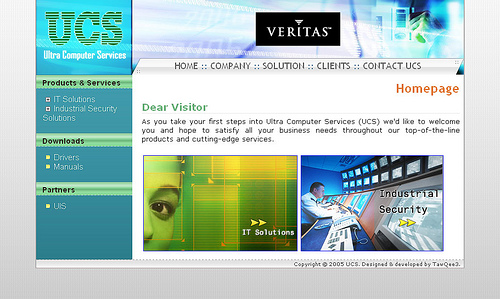 UCS
Ultra Computer Services
VERITAS™
HOME :: COMPANY :: SOLUTION :: CLIENTS :: CONTACT UCS
Products & Services
IT Solutions
Industrial Security
Solutions
Downloads
Drivers
Manuals
Partners
UIS
Homepage
Dear Visitor
As you take your first steps into Ultra Computer Services (UCS) we'd like to welcome
you and hope to satisfy all your business needs throughout our top-of-the-line
products and cutting-edge services.
IT Solutions
Industrial
Security
Copyright © 2005 UCS. Designed & developed by TawQee3.